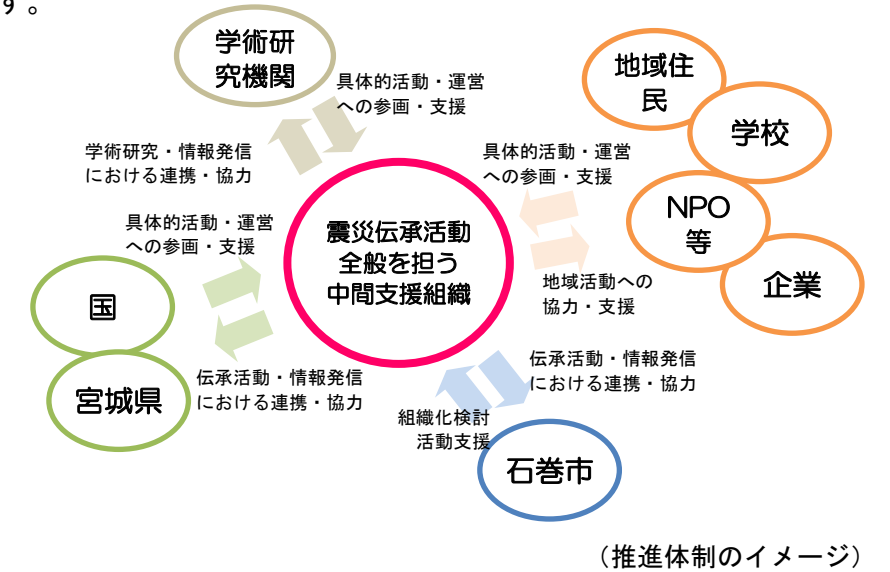 す。
学術研
究機関
具体的活動・運営
への参画・支援
地域住
民
学校
学術研究・情報発信
における連携・協力
具体的活動・運営
への参画・支援
NPO
等
具体的活動・運営
への参画・支援
震災伝承活動
全般を担う
中間支援組織
企業
地域活動への
協力・支援
国
伝承活動・情報発信
における連携・協力
伝承活動・情報発信
における連携・協力
宮城県
組織化検討
活動支援
石巻市
（推進体制のイメージ）